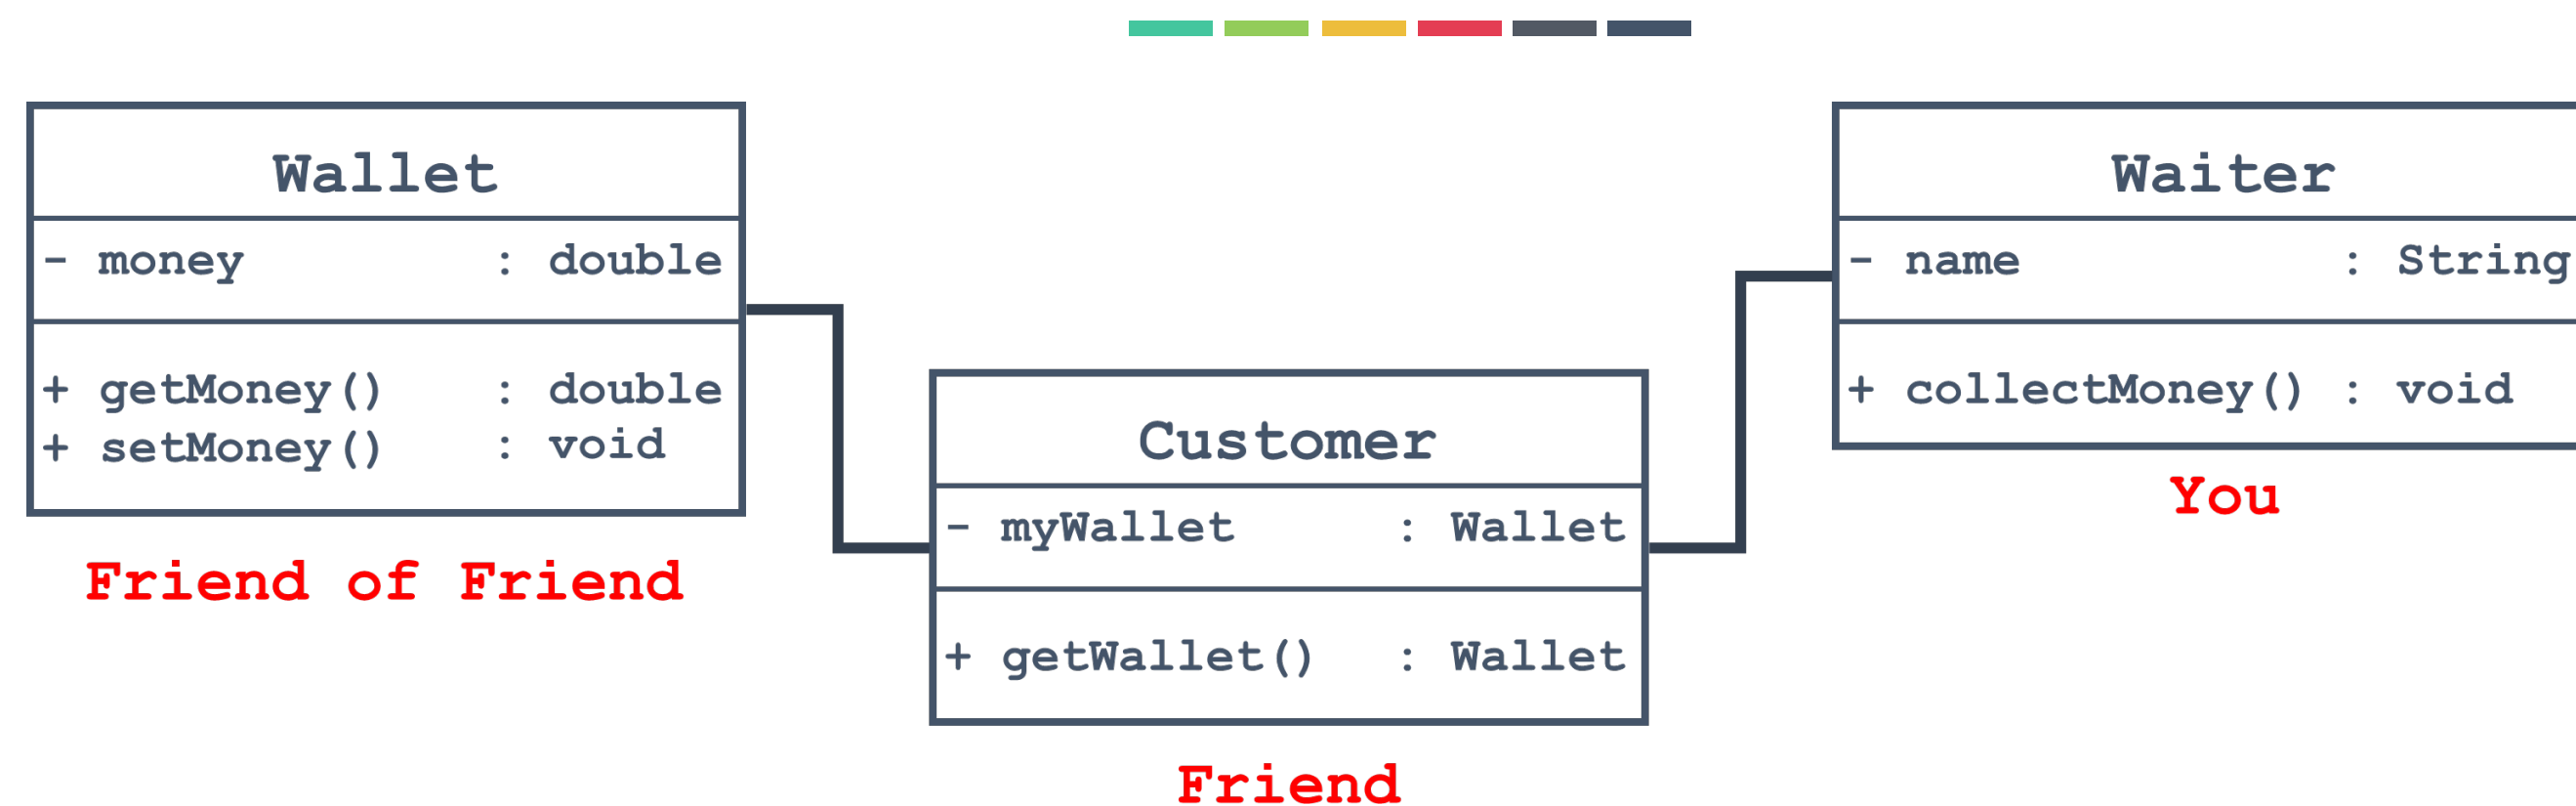 Wallet
- money : double
+ getMoney() : double
+ setMoney() : void
Friend of Friend
Customer
- myWallet : Wallet
+ getWallet() : Wallet
Friend
Waiter
- name : String
+ collectMoney() : void
You